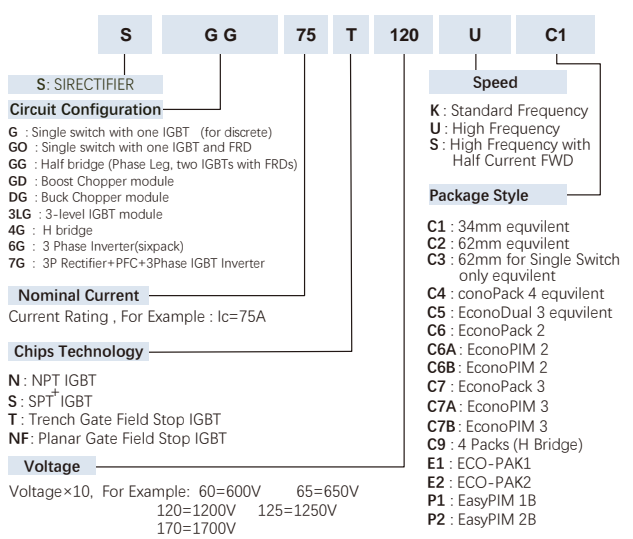 S GG 75 T 120 U C1
S: SIRECTIFIER
Circuit Configuration
G : Single switch with one IGBT (for discrete)
GO : Single switch with one IGBT and FRD
GG : Half bridge (Phase Leg, two IGBTs with FRDs)
GD : Boost Chopper module
DG : Buck Chopper module
3LG : 3-level IGBT module
4G : H bridge
6G : 3 Phase Inverter(sixpack)
7G : 3P Rectifier+PFC+3Phase IGBT Inverter
Nominal Current
Current Rating , For Example : Ic=75A
Chips Technology
N : NPT IGBT
S : SPT+ IGBT
T : Trench Gate Field Stop IGBT
NF : Planar Gate Field Stop IGBT
Voltage
Voltage×10, For Example: 60=600V 65=650V
120=1200V 125=1250V
170=1700V
Speed
K : Standard Frequency
U : High Frequency
S : High Frequency with
Half Current FWD
Package Style
C1 : 34mm equvilent
C2 : 62mm equvilent
C3 : 62mm for Single Switch
only equvilent
C4 : conoPack 4 equvilent
C5 : EconoDual 3 equvilent
C6 : EconoPack 2
C6A : EconoPIM 2
C6B : EconoPIM 2
C7 : EconoPack 3
C7A : EconoPIM 3
C7B : EconoPIM 3
C9 : 4 Packs (H Bridge)
E1 : ECO-PAK1
E2 : ECO-PAK2
P1 : EasyPIM 1B
P2 : EasyPIM 2B